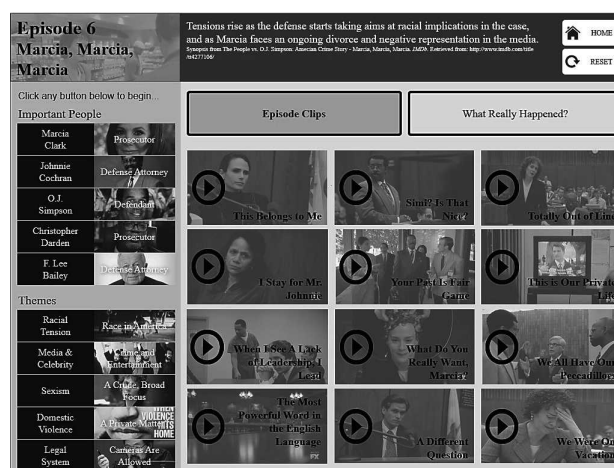 Episode 6
Marcia, Marcia,
Marcia
Tensions rise as the defense starts taking aims at racial implications in the case,
and as Marcia faces an ongoing divorce and negative representation in the media.
Synopsis from The People vs. O.J. Simpson: American Crime Story - Marcia, Marcia, Marcia. IMDb. Retrieved from: http://www.imdb.com/title
/tt4277106/
HOME
RESET
Click any button below to begin...
Important People
Marcia
Clark
Prosecutor
Johnnie
Cochran
Defense Attorney
O.J.
Simpson
Defendant
Christopher
Darden
Prosecutor
F. Lee
Bailey
Defense Attorney
Themes
Racial
Tension
Race in America
Media &
Celebrity
Crime and
Entertainment
Sexism
A Crude, Broad
Focus
Domestic
Violence
A Private Matter
VIOLENCE
HITS
HOME
Legal
System
Cameras Are
Allowed
Episode Clips
What Really Happened?
This Belongs to Me
Simi? Is That
Nice?
Totally Out of Line
I Stay for Mr.
Johnnie
Your Past Is Fair
Game
This is Our Private
Life
When I See A Lack
of Leadership, I
Lead
What Do You
Really Want,
Marcia?
We All Have Our
Peccadillos
The Most
Powerful Word in
the English
Language
FX
A Different
Question
We Were On
Vacation